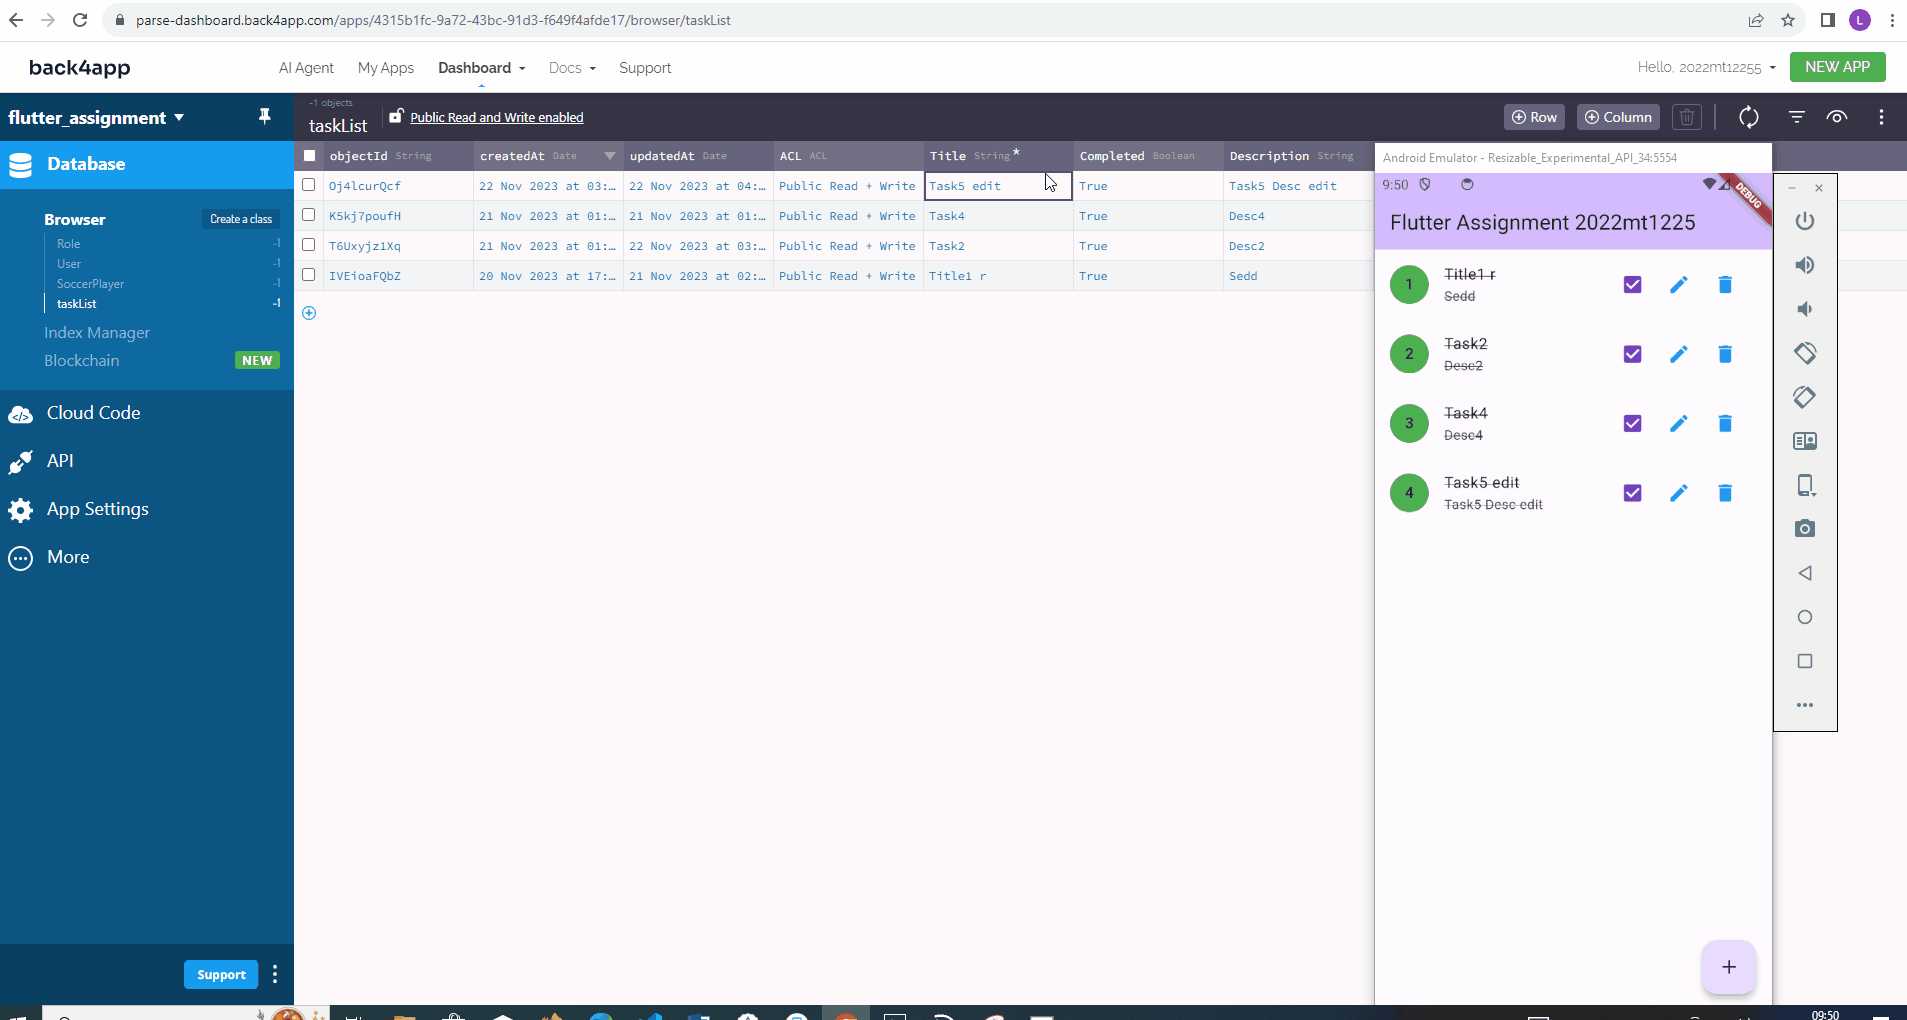 parse-dashboard.back4app.com/apps/4315b1fc-9a72-43bc-91d3-f649f4afde17/browser/taskList
L
back4app
AI Agent My Apps Dashboard Docs Support
Hello, 2022mt12255 NEW APP
flutter_assignment
-1 objects
taskList Public Read and Write enabled
Row Column
Database
Browser Create a class
Role -1
User -1
SoccerPlayer -1
taskList -1
Index Manager
Blockchain NEW
Cloud Code
API
App Settings
More
Support
objectId String createdAt Date updatedAt Date ACL ACL Title String* Completed Boolean Description String
Oj4lcurQcf 22 Nov 2023 at 03:… 22 Nov 2023 at 04:… Public Read + Write Task5 edit True Task5 Desc edit
K5kj7poufH 21 Nov 2023 at 01:… 21 Nov 2023 at 01:… Public Read + Write Task4 True Desc4
T6Uxyjz1Xq 21 Nov 2023 at 01:… 22 Nov 2023 at 03:… Public Read + Write Task2 True Desc2
IVEioaFQbZ 20 Nov 2023 at 17:… 21 Nov 2023 at 02:… Public Read + Write Title1 r True Sedd
Android Emulator - Resizable_Experimental_API_34:5554
9:50
DEBUG
Flutter Assignment 2022mt1225
1 Title1 r
Sedd
2 Task2
Desc2
3 Task4
Desc4
4 Task5 edit
Task5 Desc edit
09:50